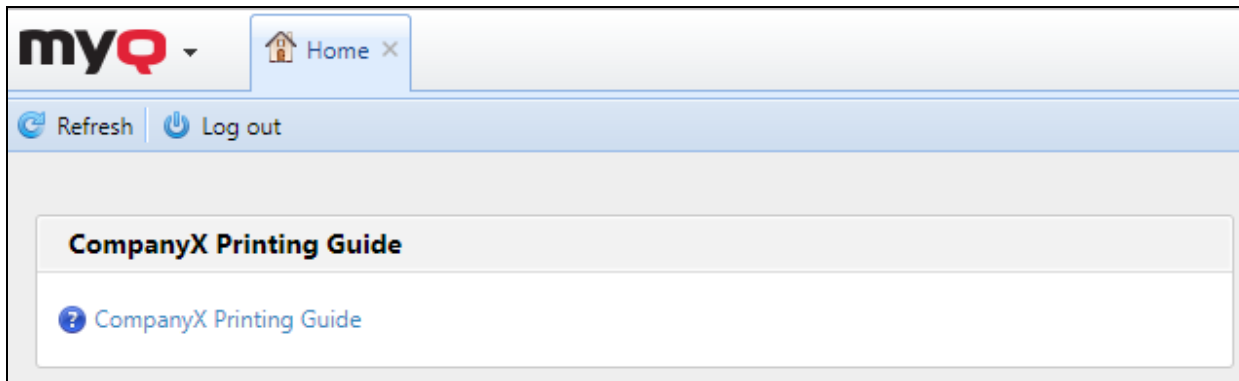 myQ
Home
Refresh Log out
CompanyX Printing Guide
CompanyX Printing Guide